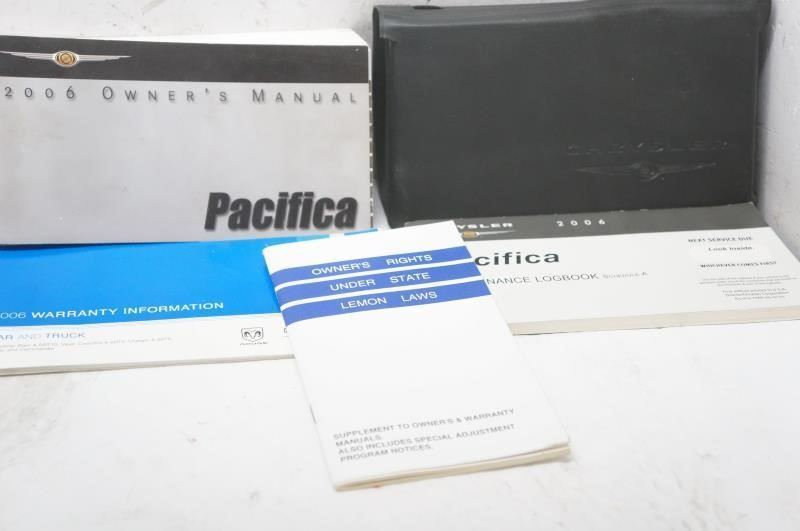 2006 OWNER'S MANUAL
Pacifica
CHRYSLER
2006
NEXT SERVICE DUE
Look Inside.
WHICHEVER COMES FIRST
cifica
NANCE LOGBOOK SCHEDULE A
006 WARRANTY INFORMATION
AR AND TRUCK
DODGE
OWNER'S RIGHTS
UNDER STATE
LEMON LAWS
SUPPLEMENT TO OWNER'S & WARRANTY
MANUALS.
ALSO INCLUDES SPECIAL ADJUSTMENT
PROGRAM NOTICES.